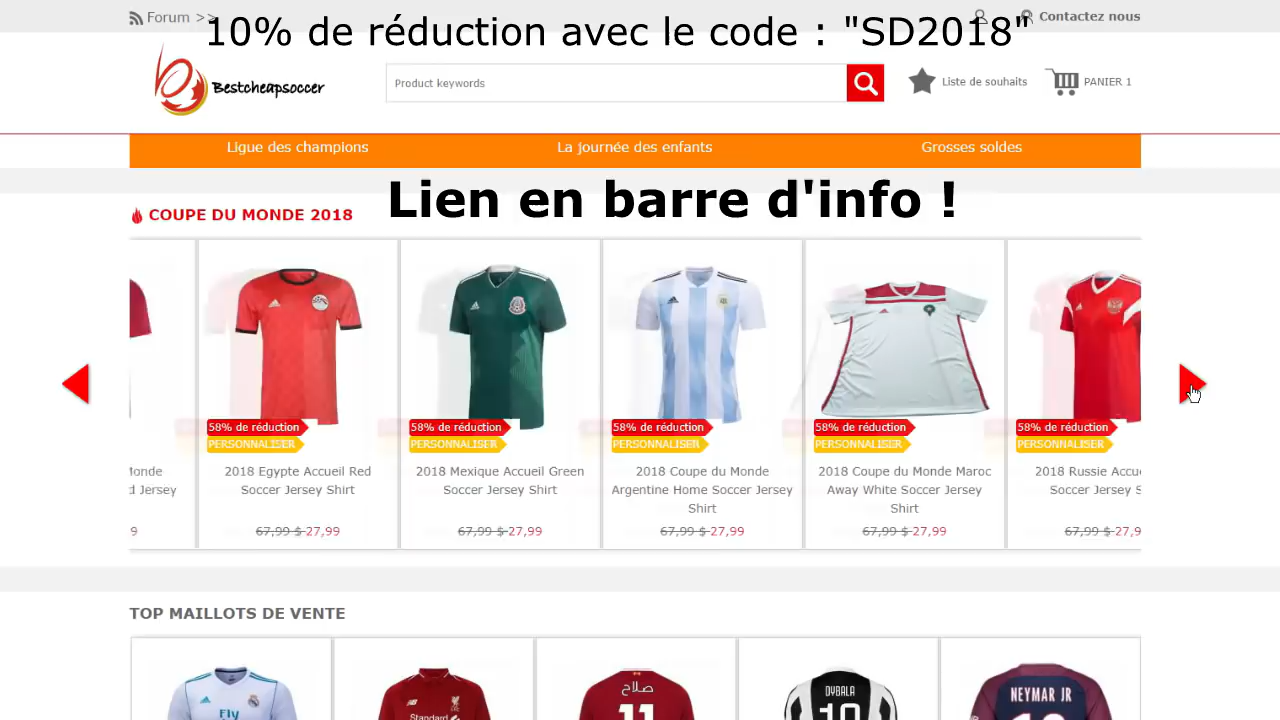 Forum >>
Contactez nous
10% de réduction avec le code : "SD2018"
Bestcheapsoccer
Product keywords
Liste de souhaits
PANIER 1
Ligue des champions
La journée des enfants
Grosses soldes
Lien en barre d'info !
COUPE DU MONDE 2018
58% de réduction
PERSONNALISER
58% de réduction
PERSONNALISER
58% de réduction
PERSONNALISER
58% de réduction
PERSONNALISER
58% de réduction
PERSONNALISER
Monde
d Jersey
9
2018 Egypte Accueil Red
Soccer Jersey Shirt
67,99 $ 27,99
2018 Mexique Accueil Green
Soccer Jersey Shirt
67,99 $ 27,99
2018 Coupe du Monde
Argentine Home Soccer Jersey
Shirt
67,99 $ 27,99
2018 Coupe du Monde Maroc
Away White Soccer Jersey
Shirt
67,99 $ 27,99
2018 Russie Accue
Soccer Jersey S
67,99 $ 27,9
TOP MAILLOTS DE VENTE
Fly
Standard
صلاح
11
DYBALA
10
NEYMAR JR